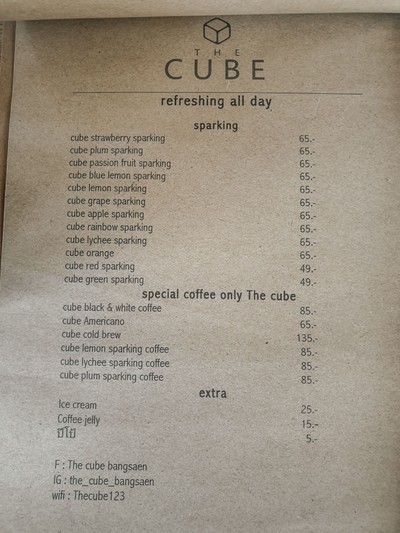 THE
CUBE
refreshing all day
sparking
cube strawberry sparking 65.-
cube plum sparking 65.-
cube passion fruit sparking 65.-
cube blue lemon sparking 65.-
cube lemon sparking 65.-
cube grape sparking 65.-
cube apple sparking 65.-
cube rainbow sparking 65.-
cube lychee sparking 65.-
cube orange 65.-
cube red sparking 49.-
cube green sparking 49.-
special coffee only The cube
cube black & white coffee 85.-
cube Americano 65.-
cube cold brew 135.-
cube lemon sparking coffee 85.-
cube lychee sparking coffee 85.-
cube plum sparking coffee 85.-
extra
Ice cream 25.-
Coffee jelly 15.-
ปีโป้ 5.-
F : The cube bangsaen
IG : the_cube_bangsaen
wifi : Thecube123